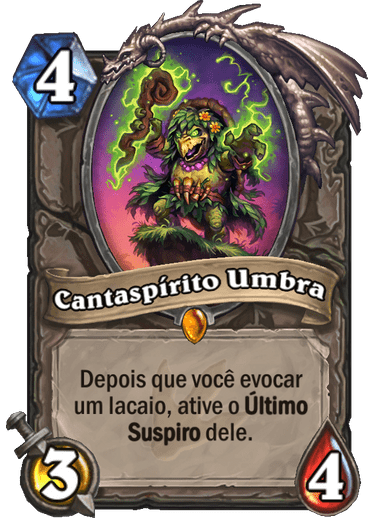 4
Cantaspírito Umbra
Depois que você evocar
um lacaio, ative o Último
Suspiro dele.
3
4